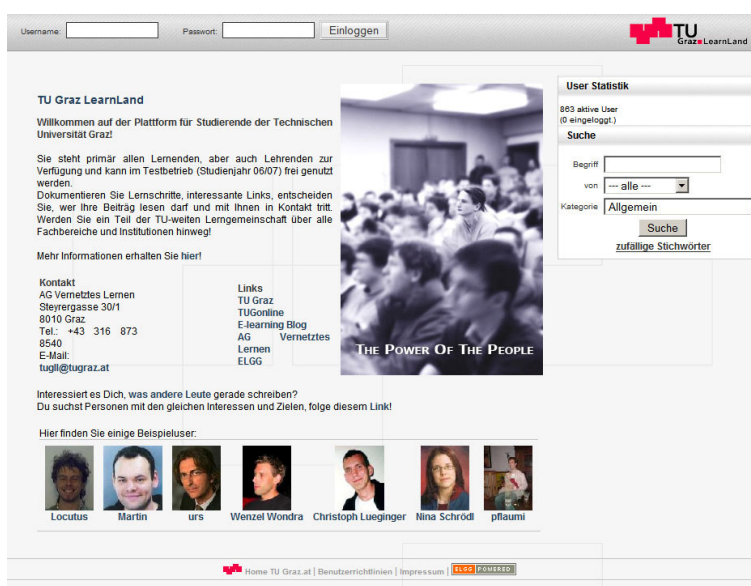 Username:
Passwort:
Einloggen
TU
Graz LearnLand
TU Graz LearnLand
Willkommen auf der Plattform für Studierende der Technischen
Universität Graz!
Sie steht primär allen Lernenden, aber auch Lehrenden zur
Verfügung und kann im Testbetrieb (Studienjahr 06/07) frei genutzt
werden.
Dokumentieren Sie Lernschritte, interessante Links, entscheiden
Sie, wer Ihre Beiträg lesen darf und mit Ihnen in Kontakt tritt.
Werden Sie ein Teil der TU-weiten Lerngemeinschaft über alle
Fachbereiche und Institutionen hinweg!
Mehr Informationen erhalten Sie hier!
Kontakt
AG Vernetztes Lernen
Steyrergasse 30/1
8010 Graz
Tel.: +43 316 873
8540
E-Mail:
tugll@tugraz.at
Links
TU Graz
TUGonline
E-learning Blog
AG Vernetztes
Lernen
ELGG
THE POWER OF THE PEOPLE
User Statistik
863 aktive User
(0 eingeloggt.)
Suche
Begriff
von --- alle ---
Kategorie Allgemein
Suche
zufällige Stichwörter
Interessiert es Dich, was andere Leute gerade schreiben?
Du suchst Personen mit den gleichen Interessen und Zielen, folge diesem Link!
Hier finden Sie einige Beispieluser:
Locutus Martin urs Wenzel Wondra Christoph Lueginger Nina Schrödl pflaumi
Home TU Graz.at | Benutzerrichtlinien | Impressum | ELGG POWERED